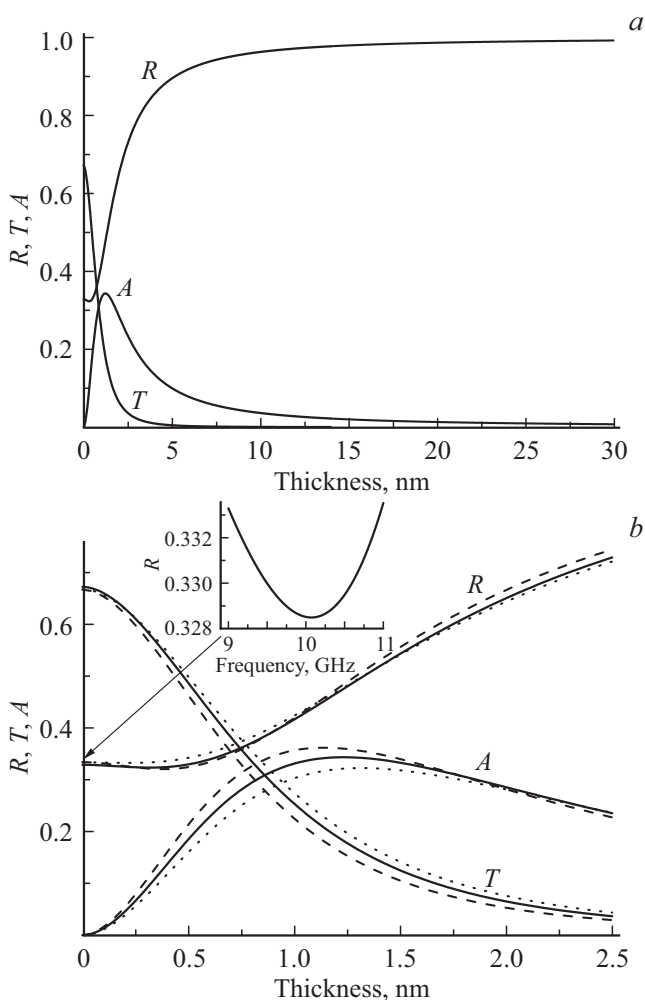 a
1.0
0.8
0.6
0.4
0.2
R, T, A
R
A
T
0 5 10 15 20 25 30
Thickness, nm
b
0.332
0.330
0.328
R
9 10 11
Frequency, GHz
0.6
0.4
0.2
R, T, A
R
A
T
0 0.5 1.0 1.5 2.0 2.5
Thickness, nm